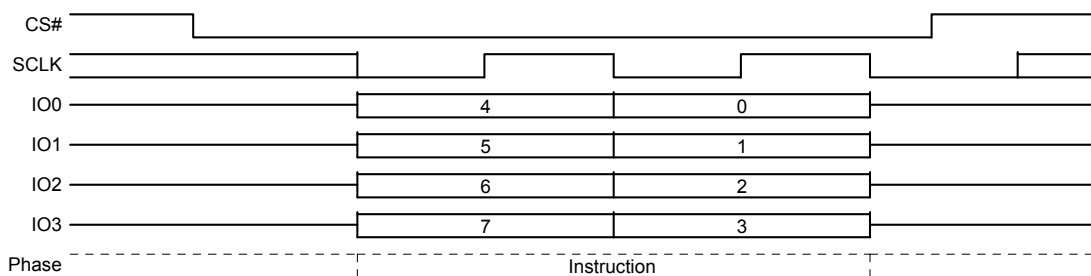 CS#
SCLK
IO0 4 0
IO1 5 1
IO2 6 2
IO3 7 3
Phase Instruction